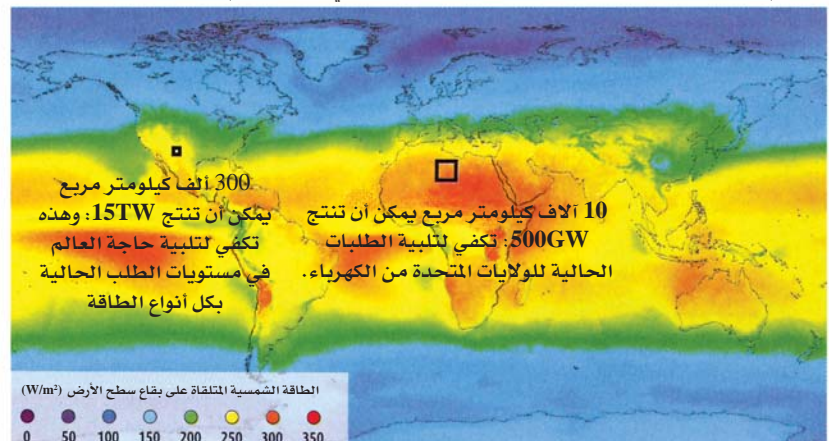 300 ألف كيلومتر مربع
يمكن أن تنتج 15TW: وهذه
تكفي لتلبية حاجة العالم
في مستويات الطلب الحالية
بكل أنواع الطاقة
10 آلاف كيلومتر مربع يمكن أن تنتج
500GW: تكفي لتلبية الطلبات
الحالية للولايات المتحدة من الكهرباء.
الطاقة الشمسية المتلقاة على بقاع سطح الأرض (W/m²)
0 50 100 150 200 250 300 350